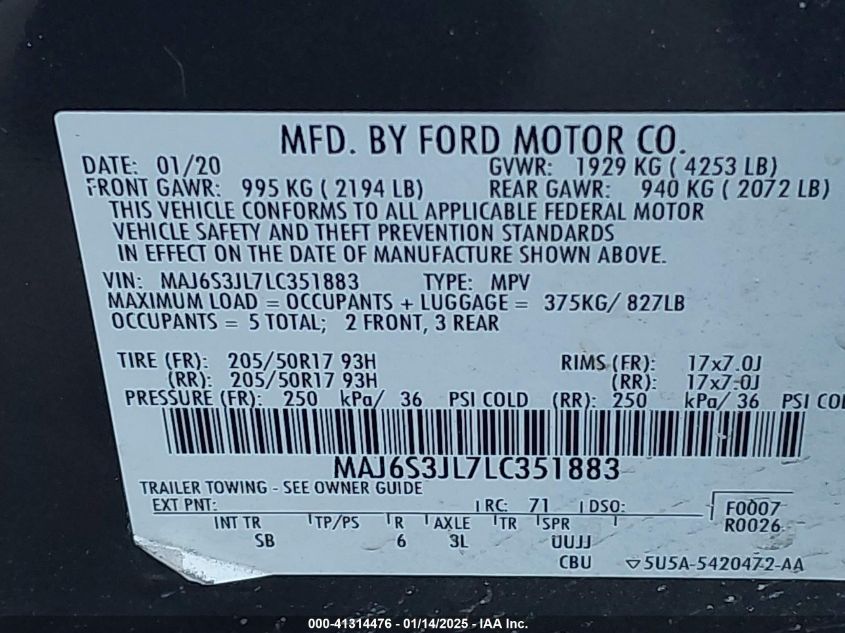 MFD. BY FORD MOTOR CO.
DATE: 01/20 GVWR: 1929 KG ( 4253 LB)
FRONT GAWR: 995 KG ( 2194 LB) REAR GAWR: 940 KG ( 2072 LB)
THIS VEHICLE CONFORMS TO ALL APPLICABLE FEDERAL MOTOR
VEHICLE SAFETY AND THEFT PREVENTION STANDARDS
IN EFFECT ON THE DATE OF MANUFACTURE SHOWN ABOVE.
VIN: MAJ6S3JL7LC351883 TYPE: MPV
MAXIMUM LOAD = OCCUPANTS + LUGGAGE = 375KG/ 827LB
OCCUPANTS = 5 TOTAL; 2 FRONT, 3 REAR
TIRE (FR): 205/50R17 93H RIMS (FR): 17x7.0J
(RR): 205/50R17 93H (RR): 17x7.0J
PRESSURE (FR): 250 kPa/ 36 PSI COLD (RR): 250 kPa/ 36 PSI COL
MAJ6S3JL7LC351883
TRAILER TOWING - SEE OWNER GUIDE
EXT PNT: RC: 71 DSO: F0007
INT TR TP/PS R AXLE TR SPR R0026
SB 6 3L UUJJ
CBU 5U5A-5420472-AA
000-41314476 - 01/14/2025 - IAA Inc.